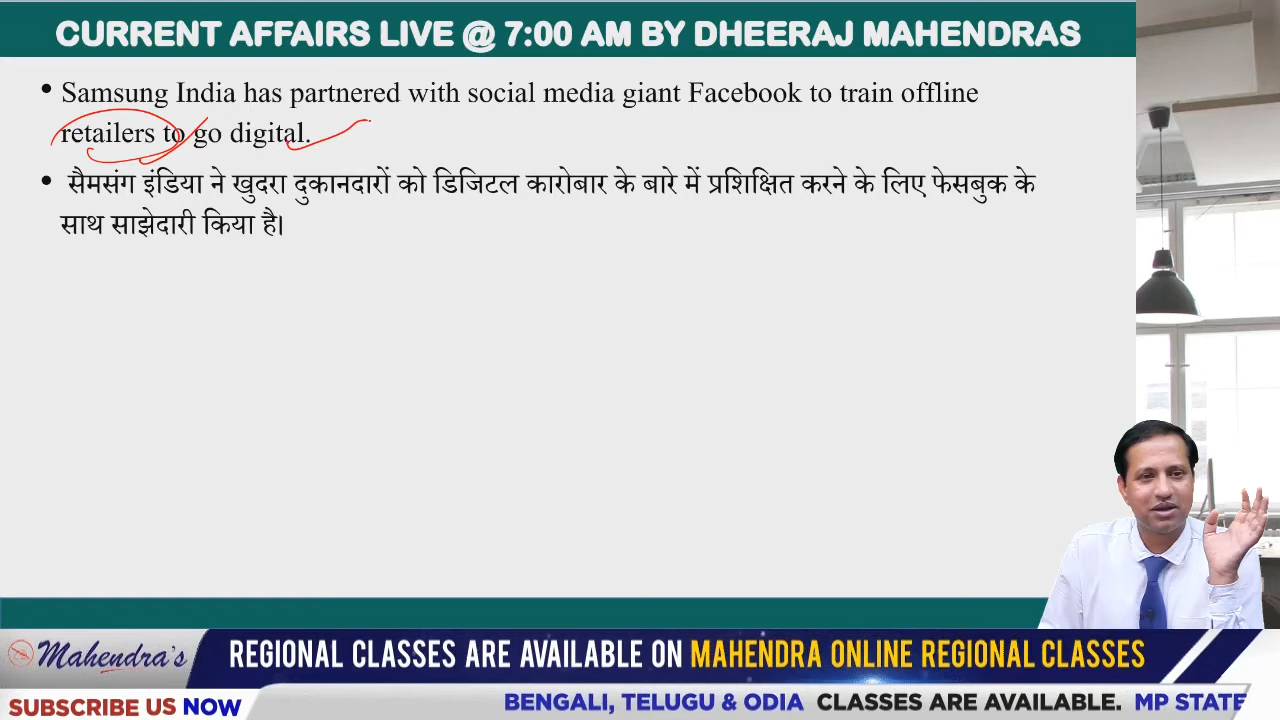 CURRENT AFFAIRS LIVE @ 7:00 AM BY DHEERAJ MAHENDRAS
• Samsung India has partnered with social media giant Facebook to train offline
retailers to go digital.
• सैमसंग इंडिया ने खुदरा दुकानदारों को डिजिटल कारोबार के बारे में प्रशिक्षित करने के लिए फेसबुक के
साथ साझेदारी किया है।
Mahendra's
REGIONAL CLASSES ARE AVAILABLE ON MAHENDRA ONLINE REGIONAL CLASSES
SUBSCRIBE US NOW
BENGALI, TELUGU & ODIA CLASSES ARE AVAILABLE. MP STATE